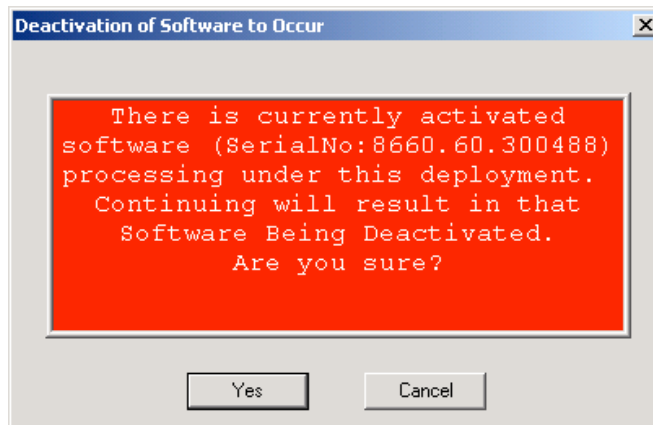 Deactivation of Software to Occur
There is currently activated
software (SerialNo:8660.60.300488)
processing under this deployment.
Continuing will result in that
Software Being Deactivated.
Are you sure?
Yes Cancel